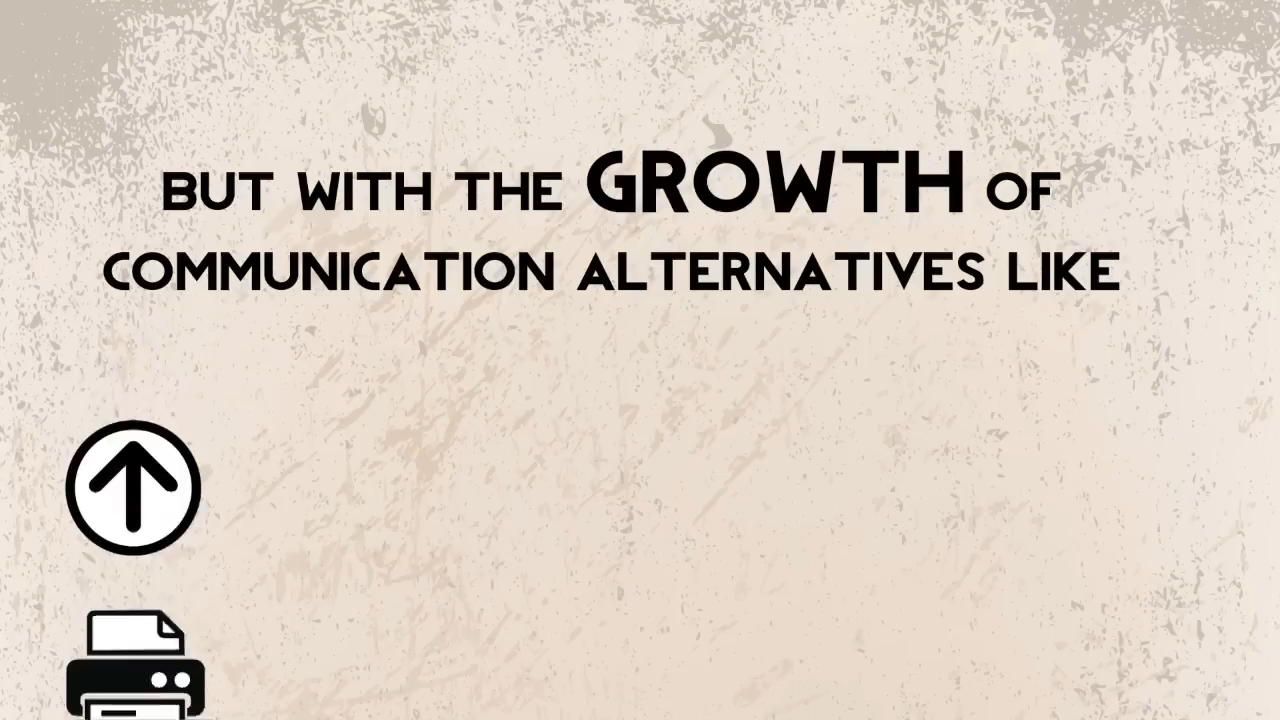 BUT WITH THE GROWTH OF
COMMUNICATION ALTERNATIVES LIKE